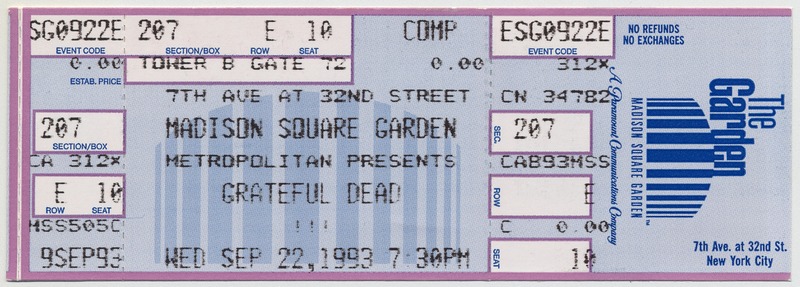 SG0922E 207 E 10 COMP ESG0922E
EVENT CODE SECTION/BOX ROW SEAT EVENT CODE
0.00 TOWER B GATE 72 0.00 312X
ESTAB. PRICE
7TH AVE AT 32ND STREET CN 34782
207 MADISON SQUARE GARDEN SEC. 207
SECTION/BOX
CA 312X METROPOLITAN PRESENTS CA893MSS
E 10 GRATEFUL DEAD ROW E
ROW SEAT
MSS505C !!! C 0.00
9SEP93 WED SEP 22,1993 7:30PM SEAT 10
NO REFUNDS
NO EXCHANGES
A Paramount Communications Company
MADISON SQUARE GARDEN™
The
Garden
7th Ave. at 32nd St.
New York City